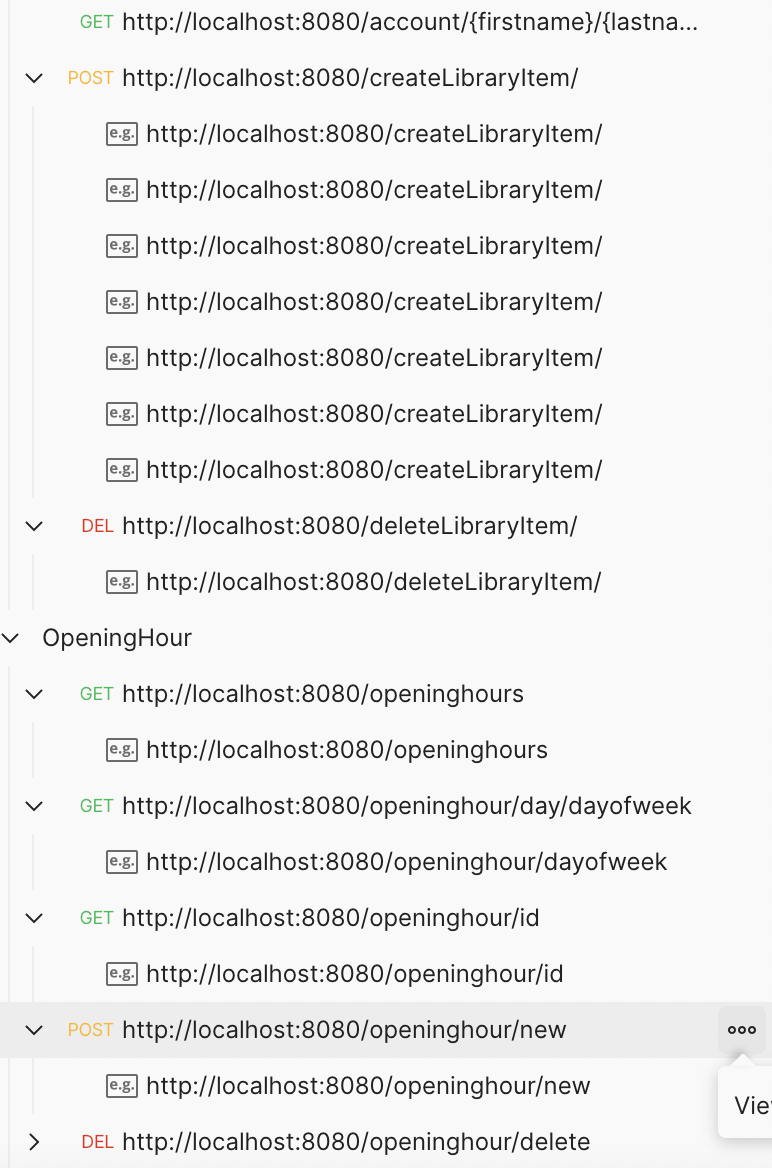 GET http://localhost:8080/account/{firstname}/{lastna...
POST http://localhost:8080/createLibraryItem/
e.g. http://localhost:8080/createLibraryItem/
e.g. http://localhost:8080/createLibraryItem/
e.g. http://localhost:8080/createLibraryItem/
e.g. http://localhost:8080/createLibraryItem/
e.g. http://localhost:8080/createLibraryItem/
e.g. http://localhost:8080/createLibraryItem/
e.g. http://localhost:8080/createLibraryItem/
DEL http://localhost:8080/deleteLibraryItem/
e.g. http://localhost:8080/deleteLibraryItem/
OpeningHour
GET http://localhost:8080/openinghours
e.g. http://localhost:8080/openinghours
GET http://localhost:8080/openinghour/day/dayofweek
e.g. http://localhost:8080/openinghour/dayofweek
GET http://localhost:8080/openinghour/id
e.g. http://localhost:8080/openinghour/id
POST http://localhost:8080/openinghour/new
e.g. http://localhost:8080/openinghour/new
Vie
DEL http://localhost:8080/openinghour/delete